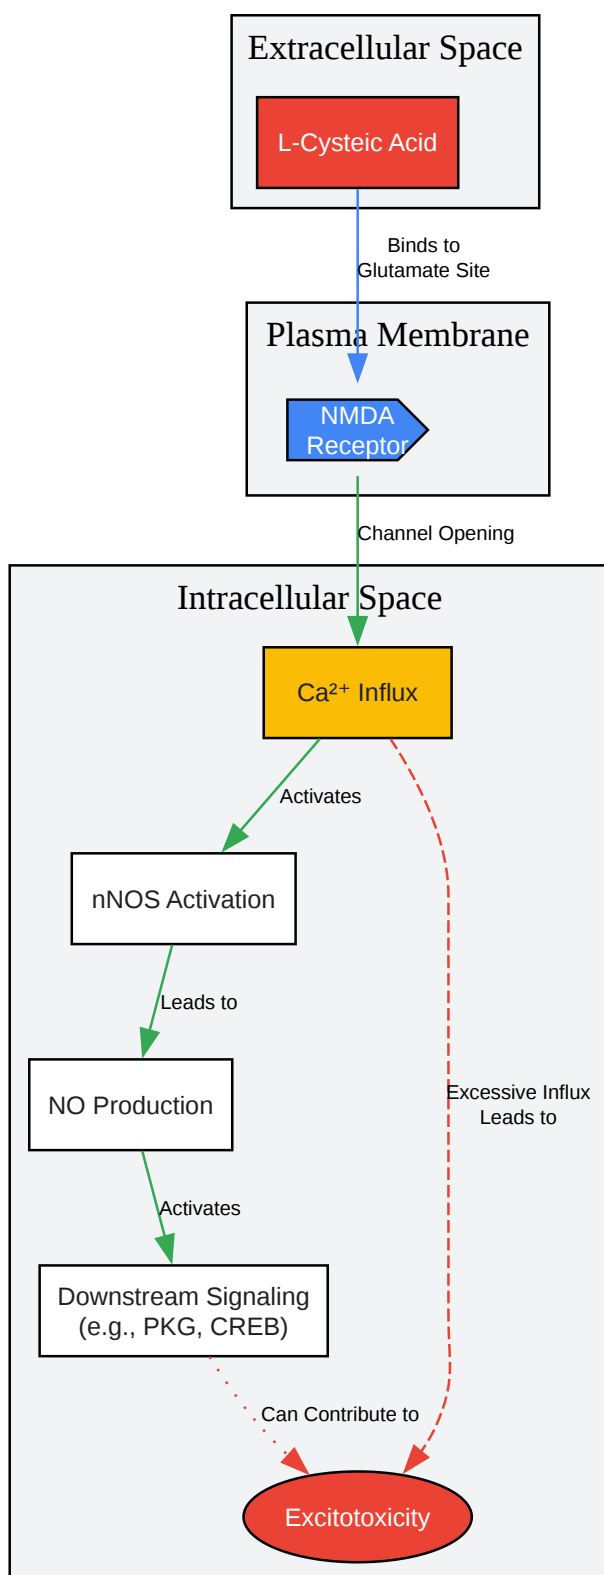 Extracellular Space
L-Cysteic Acid
Binds to
Glutamate Site
Plasma Membrane
NMDA
Receptor
Channel Opening
Intracellular Space
Ca²⁺ Influx
Activates
nNOS Activation
Leads to
NO Production
Excessive Influx
Leads to
Activates
Downstream Signaling
(e.g., PKG, CREB)
Can Contribute to
Excitotoxicity